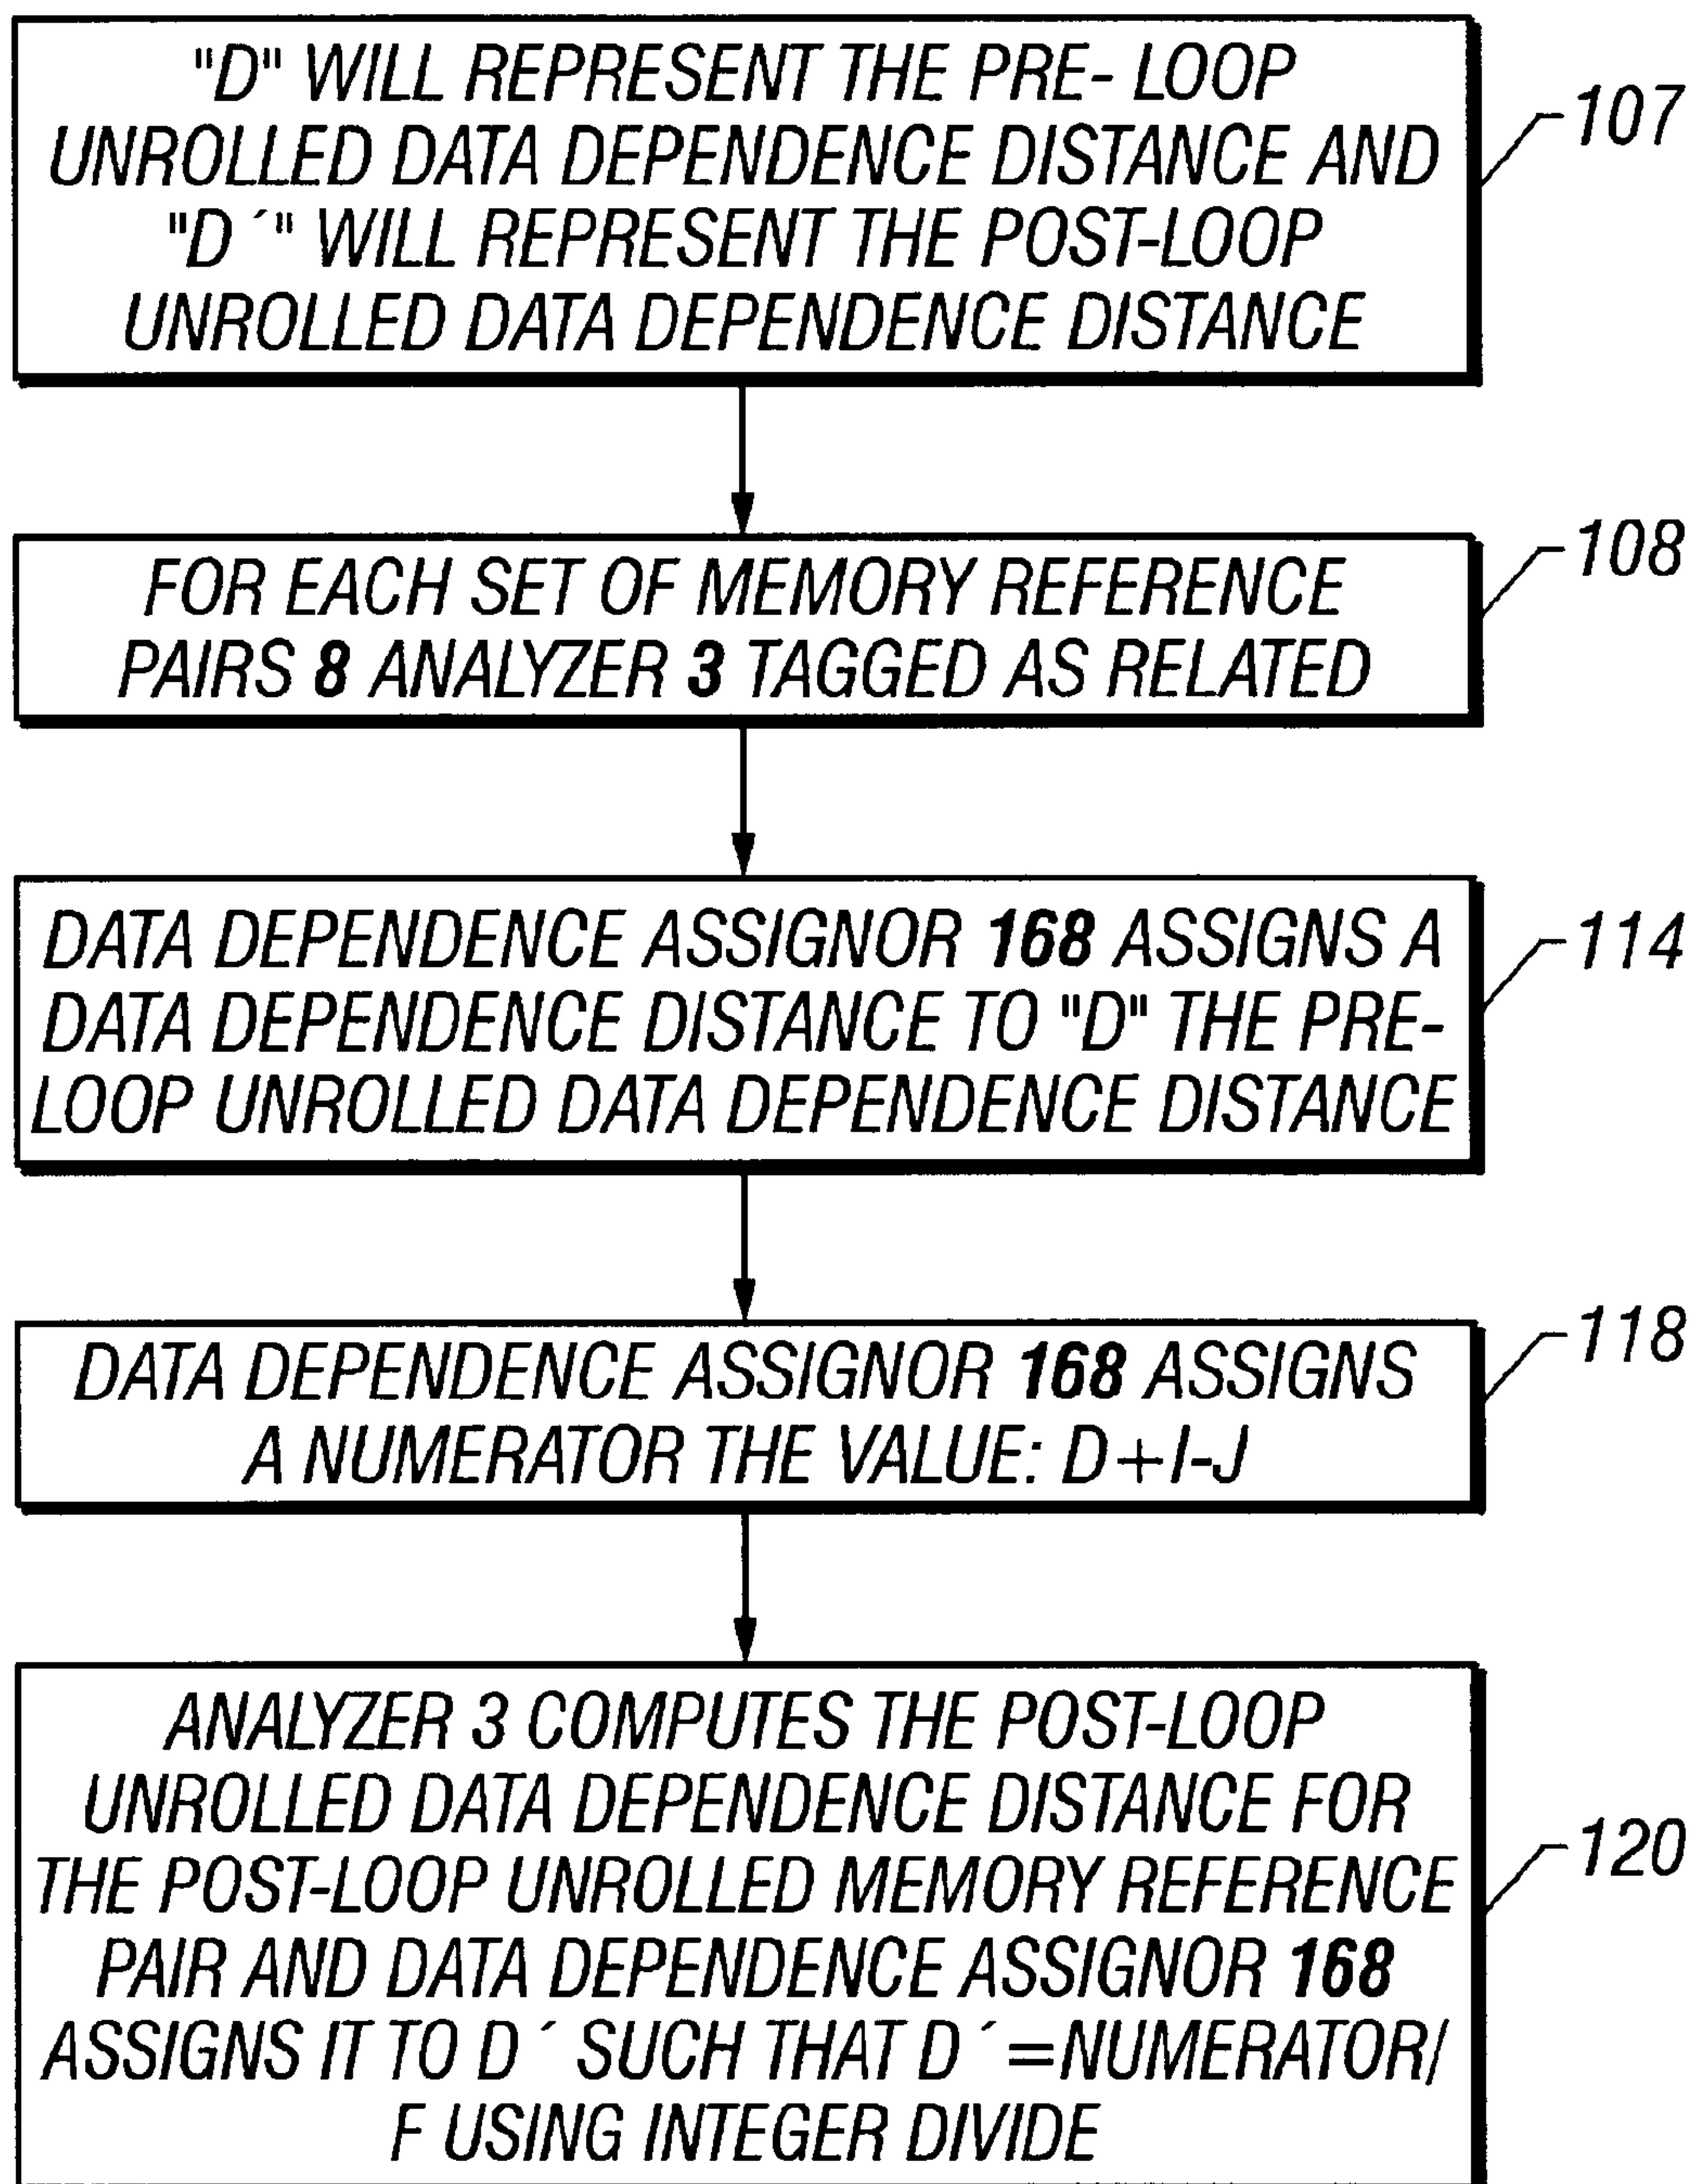 "D" WILL REPRESENT THE PRE- LOOP
UNROLLED DATA DEPENDENCE DISTANCE AND
"D ´" WILL REPRESENT THE POST-LOOP
UNROLLED DATA DEPENDENCE DISTANCE
107
FOR EACH SET OF MEMORY REFERENCE
PAIRS 8 ANALYZER 3 TAGGED AS RELATED
108
DATA DEPENDENCE ASSIGNOR 168 ASSIGNS A
DATA DEPENDENCE DISTANCE TO "D" THE PRE-
LOOP UNROLLED DATA DEPENDENCE DISTANCE
114
DATA DEPENDENCE ASSIGNOR 168 ASSIGNS
A NUMERATOR THE VALUE: D+I-J
118
ANALYZER 3 COMPUTES THE POST-LOOP
UNROLLED DATA DEPENDENCE DISTANCE FOR
THE POST-LOOP UNROLLED MEMORY REFERENCE
PAIR AND DATA DEPENDENCE ASSIGNOR 168
ASSIGNS IT TO D ´ SUCH THAT D ´ =NUMERATOR/
F USING INTEGER DIVIDE
120